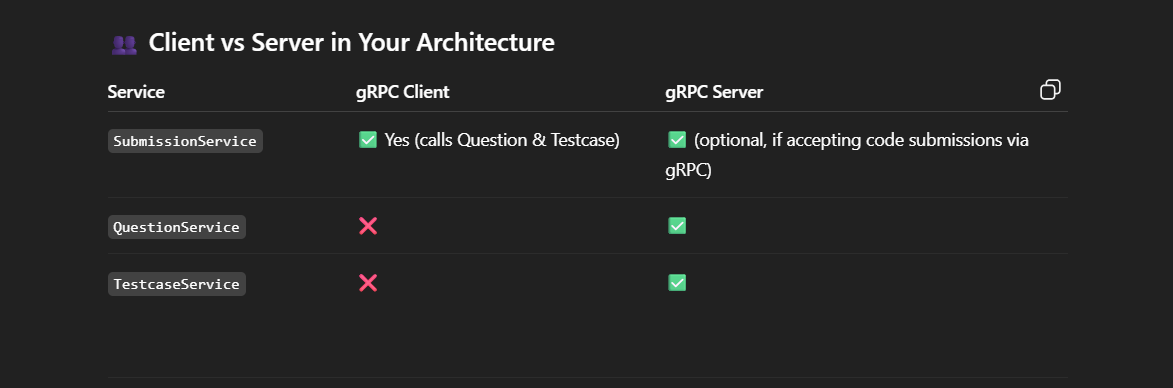 👥 Client vs Server in Your Architecture
Service gRPC Client gRPC Server
SubmissionService ✅ Yes (calls Question & Testcase) ✅ (optional, if accepting code submissions via
gRPC)
QuestionService ❌ ✅
TestcaseService ❌ ✅